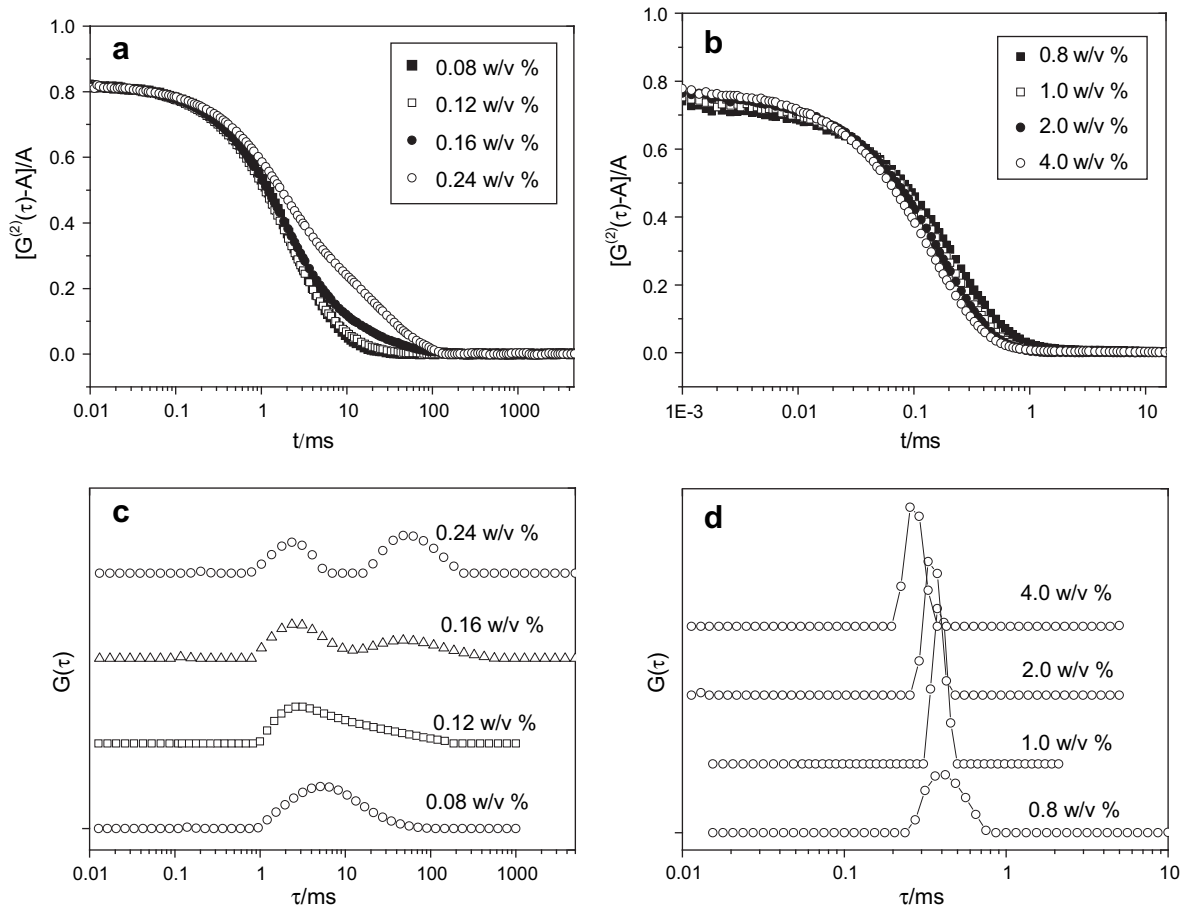 a
0.08 w/v %
0.12 w/v %
0.16 w/v %
0.24 w/v %
[G(2)(τ)-A]/A
1.0
0.8
0.6
0.4
0.2
0.0
0.01 0.1 1 10 100 1000
t/ms
b
0.8 w/v %
1.0 w/v %
2.0 w/v %
4.0 w/v %
[G(2)(τ)-A]/A
1.0
0.8
0.6
0.4
0.2
0.0
1E-3 0.01 0.1 1 10
t/ms
c
0.24 w/v %
0.16 w/v %
0.12 w/v %
0.08 w/v %
G(τ)
0.01 0.1 1 10 100 1000
τ/ms
d
4.0 w/v %
2.0 w/v %
1.0 w/v %
0.8 w/v %
G(τ)
0.01 0.1 1 10
τ/ms